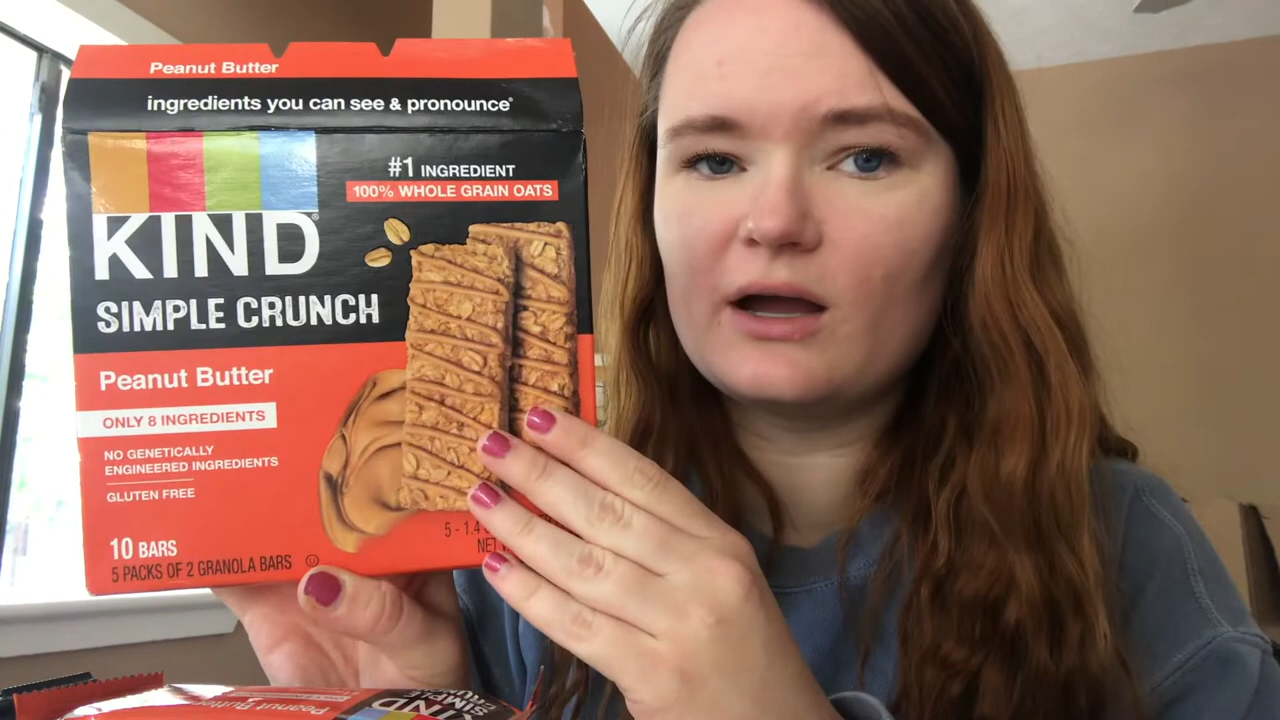 Peanut Butter
ingredients you can see & pronounce®
#1 INGREDIENT
100% WHOLE GRAIN OATS
KIND®
SIMPLE CRUNCH
Peanut Butter
ONLY 8 INGREDIENTS
NO GENETICALLY
ENGINEERED INGREDIENTS
GLUTEN FREE
10 BARS
5 PACKS OF 2 GRANOLA BARS
5 - 1.4
NET
Peanut Butter
KIND
SIMPLE